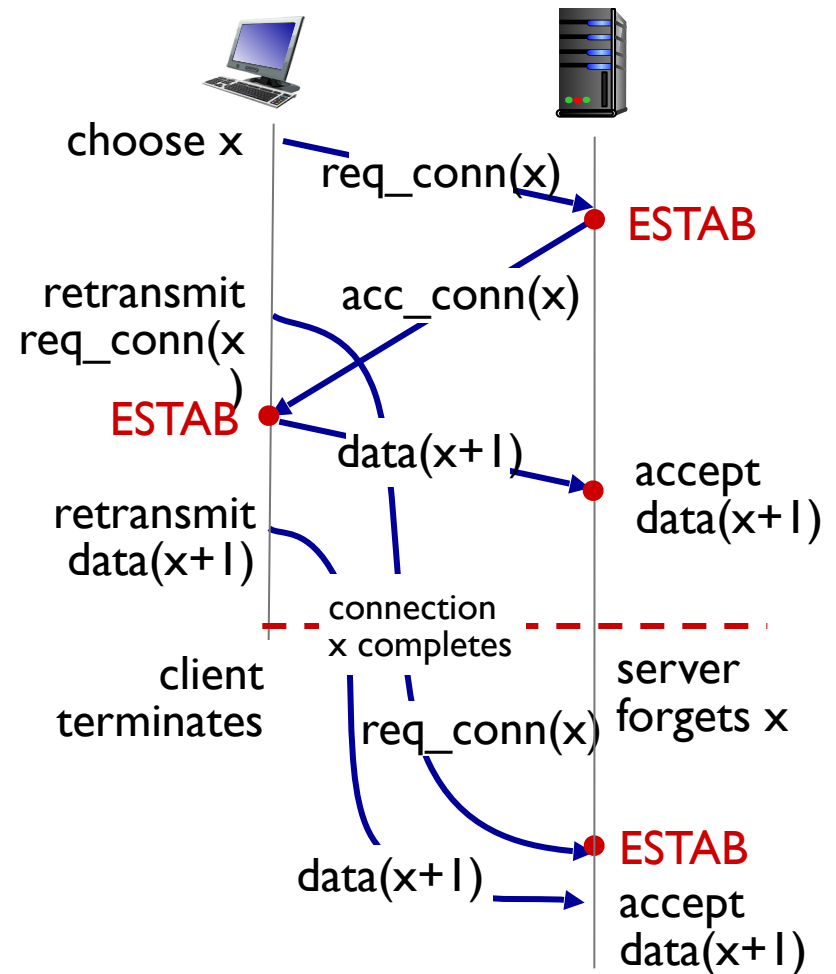 choose x
req_conn(x)
ESTAB
retransmit
req_conn(x
)
acc_conn(x)
ESTAB
data(x+1)
accept
data(x+1)
retransmit
data(x+1)
connection
x completes
client
terminates
server
forgets x
req_conn(x)
ESTAB
data(x+1)
accept
data(x+1)